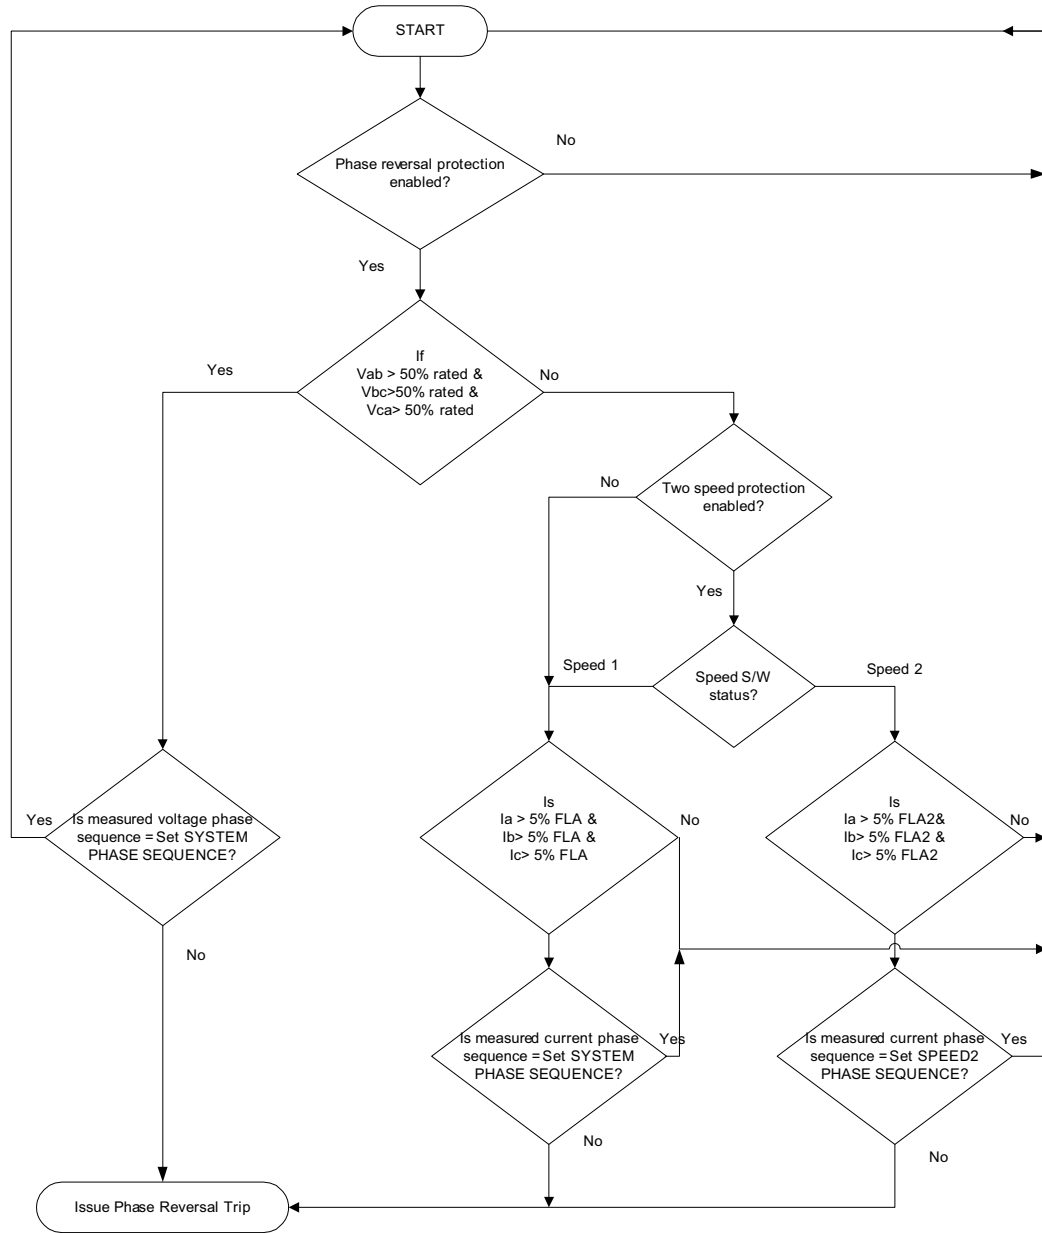 START
No
Phase reversal protection
enabled?
Yes
If
Vab > 50% rated &
Vbc>50% rated &
Vca> 50% rated
Yes
No
Two speed protection
enabled?
No
Yes
Speed 1
Speed S/W
status?
Speed 2
Yes
Is measured voltage phase
sequence = Set SYSTEM
PHASE SEQUENCE?
Is
Ia > 5% FLA &
Ib> 5% FLA &
Ic> 5% FLA
No
Is
Ia > 5% FLA2&
Ib> 5% FLA2 &
Ic> 5% FLA2
No
No
Is measured current phase
sequence = Set SYSTEM
PHASE SEQUENCE?
Yes
Is measured current phase
sequence = Set SPEED2
PHASE SEQUENCE?
Yes
No
No
Issue Phase Reversal Trip